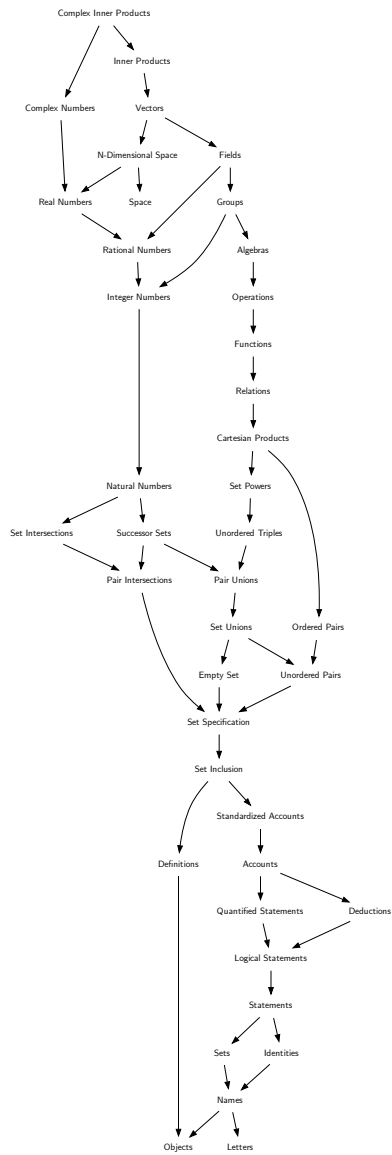 Complex Inner Products
Inner Products
Complex Numbers
Vectors
N-Dimensional Space
Fields
Real Numbers
Space
Groups
Rational Numbers
Algebras
Integer Numbers
Operations
Functions
Relations
Cartesian Products
Natural Numbers
Set Powers
Set Intersections
Successor Sets
Unordered Triples
Pair Intersections
Pair Unions
Set Unions
Ordered Pairs
Empty Set
Unordered Pairs
Set Specification
Set Inclusion
Standardized Accounts
Definitions
Accounts
Quantified Statements
Deductions
Logical Statements
Statements
Sets
Identities
Names
Objects
Letters